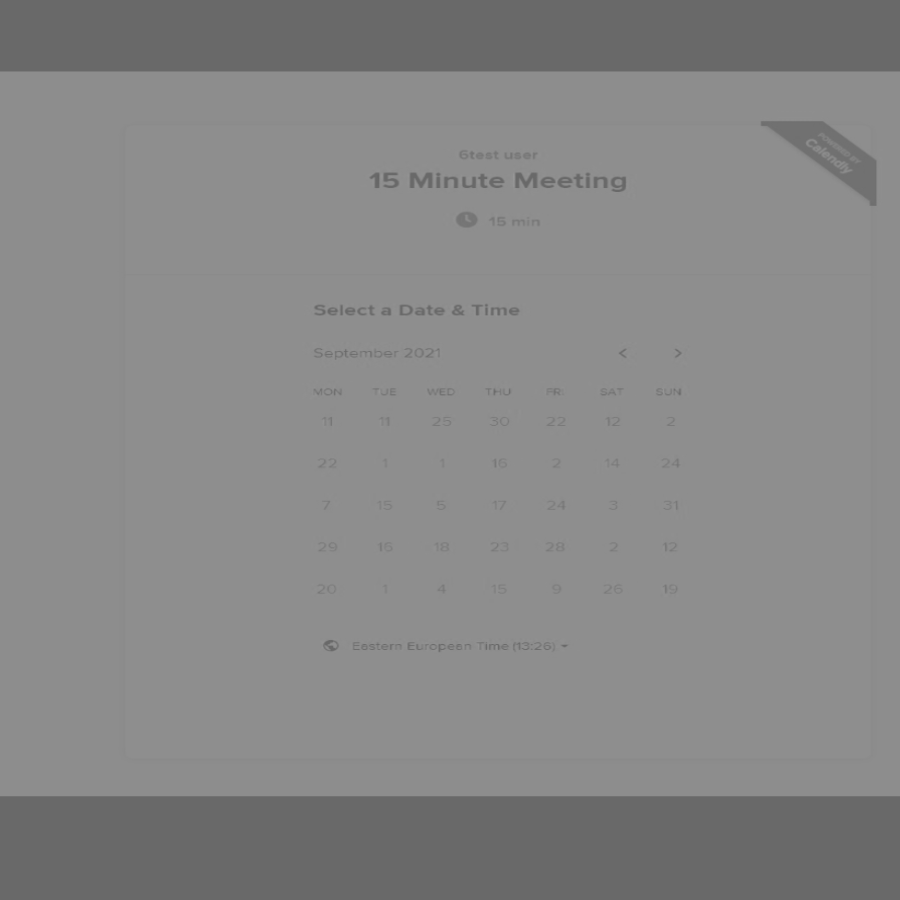 POWERED BY
Calendly
6test user
15 Minute Meeting
15 min
Select a Date & Time
September 2021
MON TUE WED THU FRI SAT SUN
11 11 25 30 22 12 2
22 1 1 16 2 14 24
7 15 5 17 24 3 31
29 16 18 23 28 2 12
20 1 4 15 9 26 19
Eastern European Time (13:26)